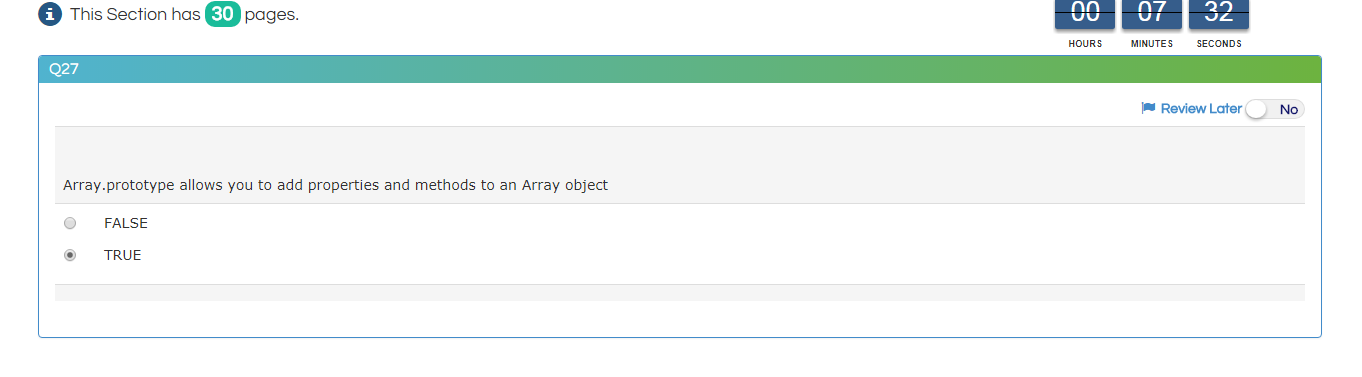 This Section has 30 pages.
00 07 32
HOURS MINUTES SECONDS
Q27
Review Later No
Array.prototype allows you to add properties and methods to an Array object
FALSE
TRUE